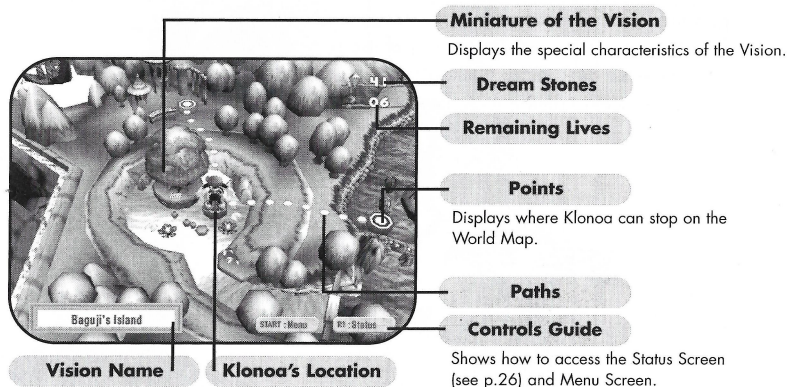 Miniature of the Vision
Displays the special characteristics of the Vision.
41
Dream Stones
06
Remaining Lives
Points
Displays where Klonoa can stop on the
World Map.
Paths
Controls Guide
Shows how to access the Status Screen
(see p.26) and Menu Screen.
Baguji's Island
START : Menu
R1 : Status
Vision Name
Klonoa's Location